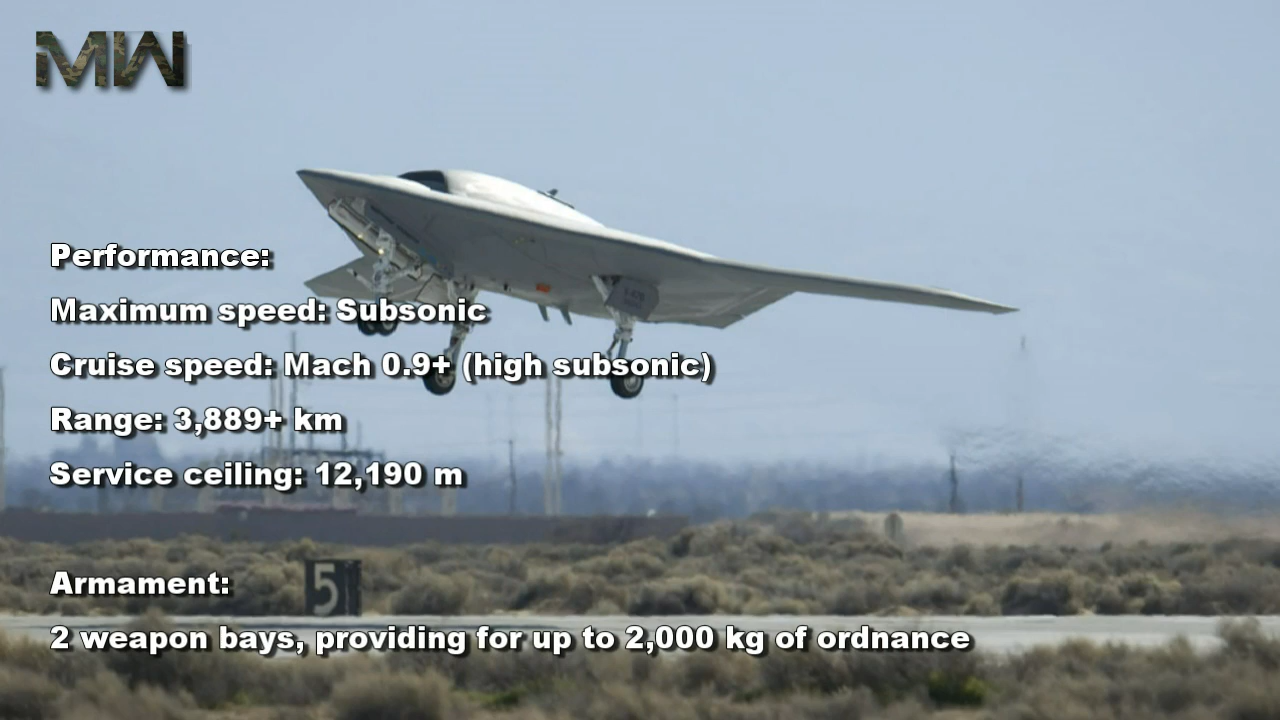 MW
Performance:
Maximum speed: Subsonic
Cruise speed: Mach 0.9+ (high subsonic)
Range: 3,889+ km
Service ceiling: 12,190 m
Armament:
5
2 weapon bays, providing for up to 2,000 kg of ordnance